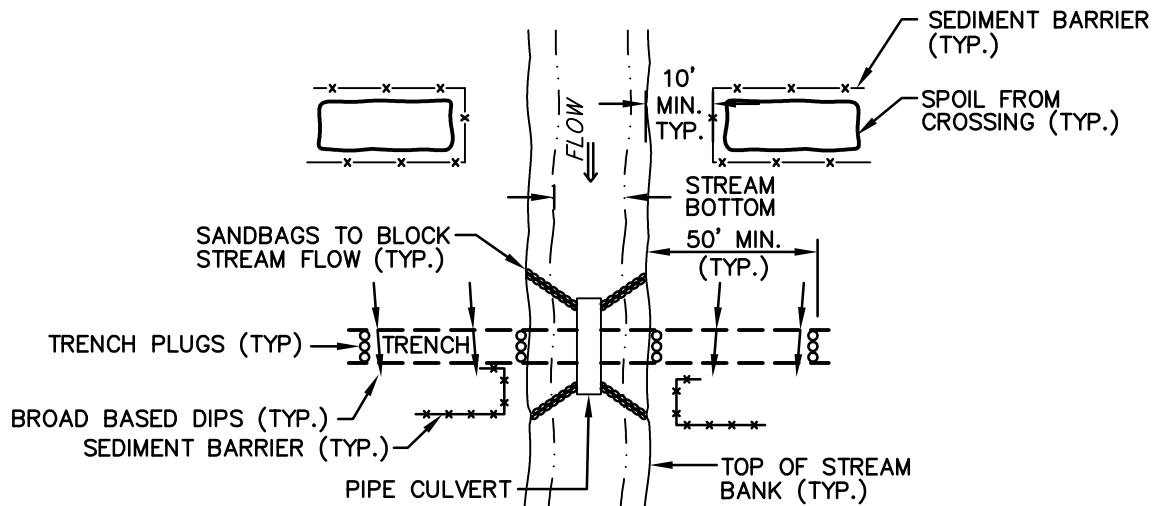 SEDIMENT BARRIER
(TYP.)
10'
MIN.
TYP.
SPOIL FROM
CROSSING (TYP.)
FLOW
STREAM
BOTTOM
SANDBAGS TO BLOCK
STREAM FLOW (TYP.)
50' MIN.
(TYP.)
TRENCH PLUGS (TYP)
TRENCH
BROAD BASED DIPS (TYP.)
SEDIMENT BARRIER (TYP.)
PIPE CULVERT
TOP OF STREAM
BANK (TYP.)